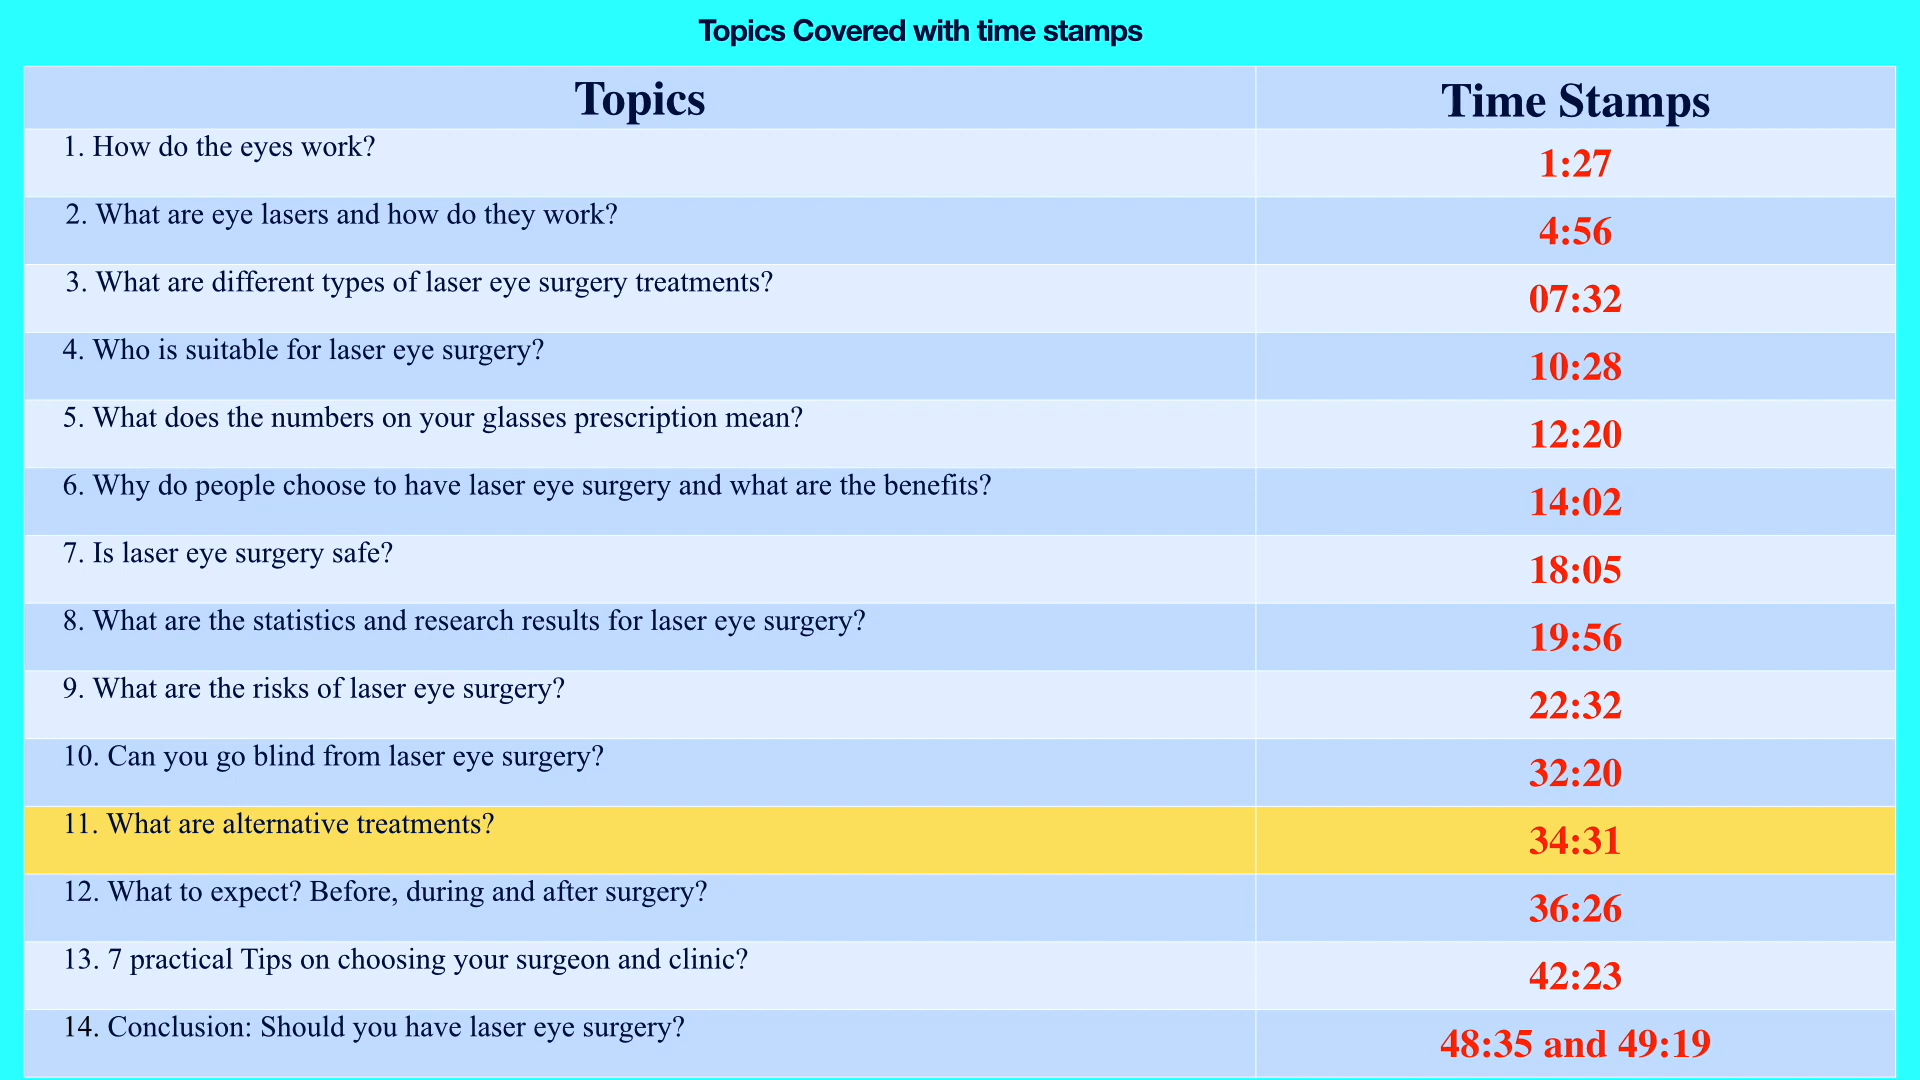 Topics Covered with time stamps
Topics Time Stamps
1. How do the eyes work? 1:27
2. What are eye lasers and how do they work? 4:56
3. What are different types of laser eye surgery treatments? 07:32
4. Who is suitable for laser eye surgery? 10:28
5. What does the numbers on your glasses prescription mean? 12:20
6. Why do people choose to have laser eye surgery and what are the benefits? 14:02
7. Is laser eye surgery safe? 18:05
8. What are the statistics and research results for laser eye surgery? 19:56
9. What are the risks of laser eye surgery? 22:32
10. Can you go blind from laser eye surgery? 32:20
11. What are alternative treatments? 34:31
12. What to expect? Before, during and after surgery? 36:26
13. 7 practical Tips on choosing your surgeon and clinic? 42:23
14. Conclusion: Should you have laser eye surgery? 48:35 and 49:19